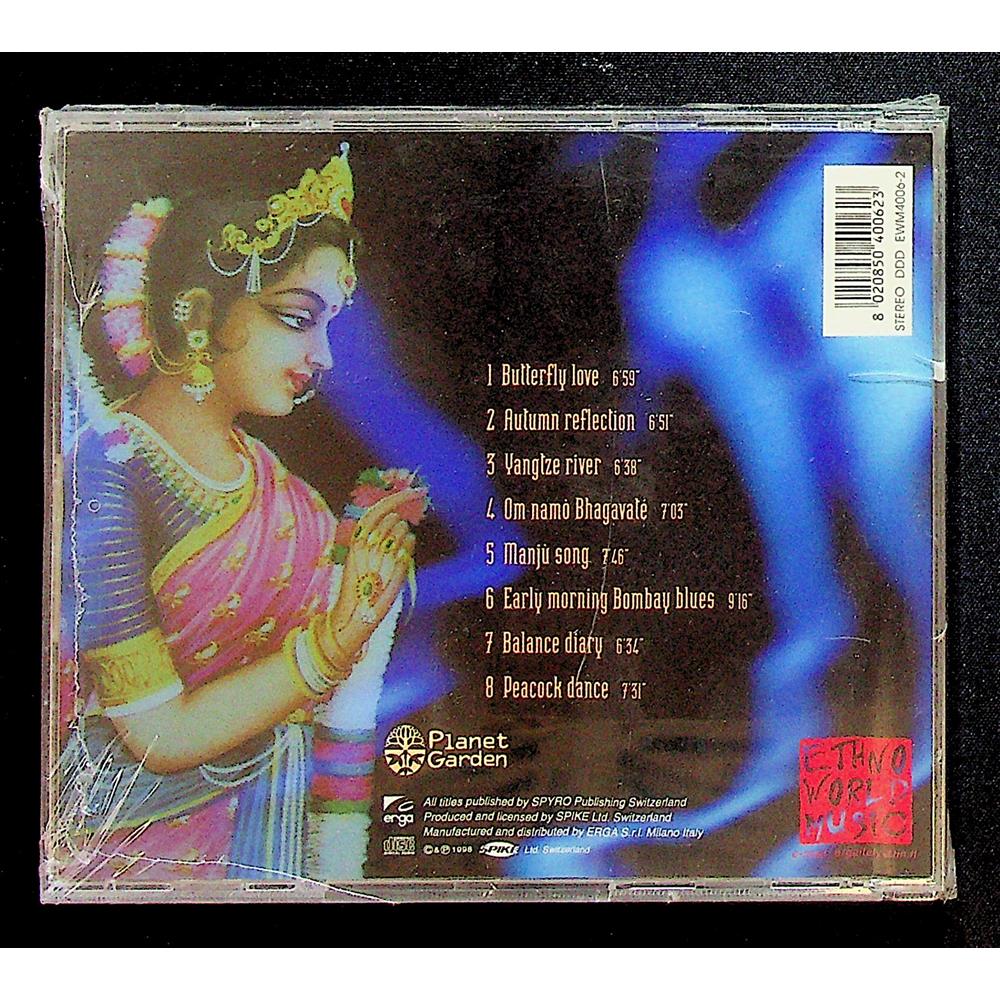 8 020850 400623
STEREO DDD EWM4006-2
1 Butterfly love 6'59"
2 Autumn reflection 6'51"
3 Yangtze river 6'38"
4 Om namò Bhagavaté 7'03"
5 Manjù song 7'46"
6 Early morning Bombay blues 9'16"
7 Balance diary 6'34"
8 Peacock dance 7'31"
Planet
Garden
erga
All titles published by SPYRO Publishing Switzerland
Produced and licensed by SPIKE Ltd. Switzerland
Manufactured and distributed by ERGA S.r.l. Milano Italy
disc
©&℗ 1998 SPIKE Ltd. Switzerland
ETHNO
WORLD
MUSIC